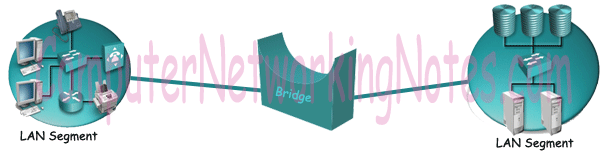 ComputerNetworkingNotes.com
Bridge
LAN Segment
LAN Segment